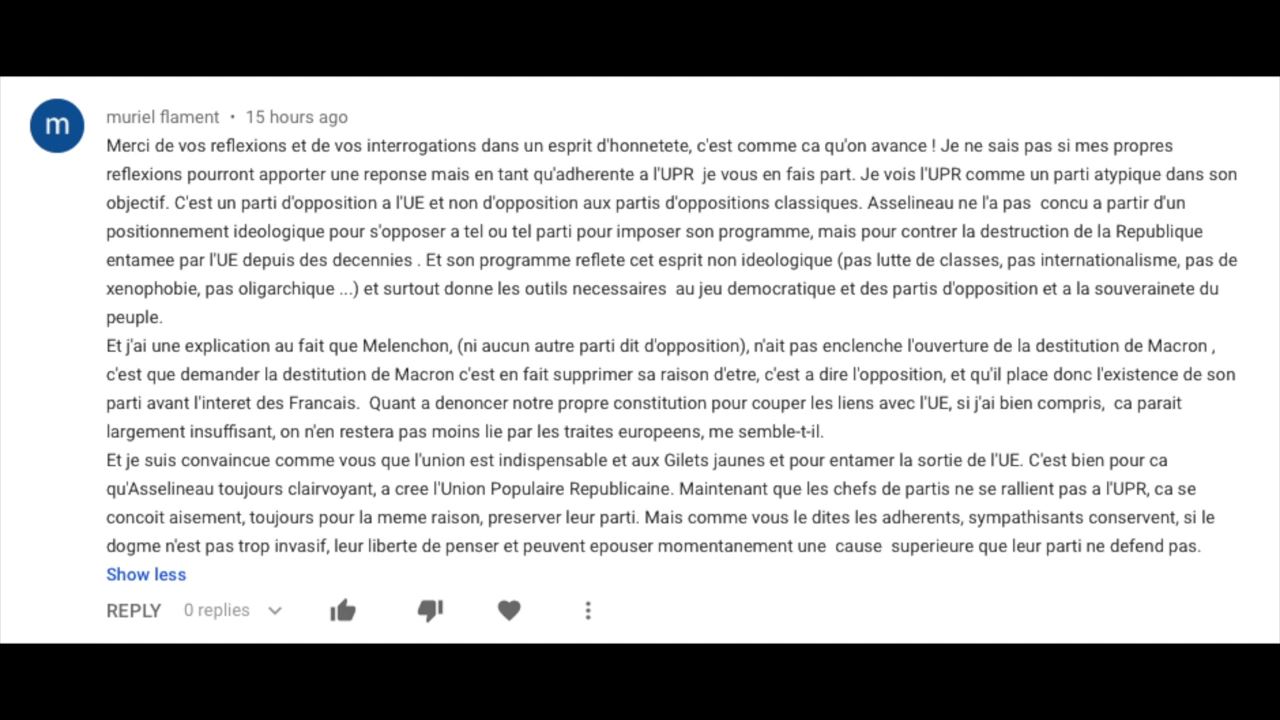 m
muriel flament • 15 hours ago
Merci de vos reflexions et de vos interrogations dans un esprit d'honnetete, c'est comme ca qu'on avance ! Je ne sais pas si mes propres
reflexions pourront apporter une reponse mais en tant qu'adherente a l'UPR  je vous en fais part. Je vois l'UPR comme un parti atypique dans son
objectif. C'est un parti d'opposition a l'UE et non d'opposition aux partis d'oppositions classiques. Asselineau ne l'a pas  concu a partir d'un
positionnement ideologique pour s'opposer a tel ou tel parti pour imposer son programme, mais pour contrer la destruction de la Republique
entamee par l'UE depuis des decennies . Et son programme reflete cet esprit non ideologique (pas lutte de classes, pas internationalisme, pas de
xenophobie, pas oligarchique ...) et surtout donne les outils necessaires  au jeu democratique et des partis d'opposition et a la souverainete du
peuple.
Et j'ai une explication au fait que Melenchon, (ni aucun autre parti dit d'opposition), n'ait pas enclenche l'ouverture de la destitution de Macron ,
c'est que demander la destitution de Macron c'est en fait supprimer sa raison d'etre, c'est a dire l'opposition, et qu'il place donc l'existence de son
parti avant l'interet des Francais.  Quant a denoncer notre propre constitution pour couper les liens avec l'UE, si j'ai bien compris,  ca parait
largement insuffisant, on n'en restera pas moins lie par les traites europeens, me semble-t-il.
Et je suis convaincue comme vous que l'union est indispensable et aux Gilets jaunes et pour entamer la sortie de l'UE. C'est bien pour ca
qu'Asselineau toujours clairvoyant, a cree l'Union Populaire Republicaine. Maintenant que les chefs de partis ne se rallient pas a l'UPR, ca se
concoit aisement, toujours pour la meme raison, preserver leur parti. Mais comme vous le dites les adherents, sympathisants conservent, si le
dogme n'est pas trop invasif, leur liberte de penser et peuvent epouser momentanement une  cause  superieure que leur parti ne defend pas.
Show less
REPLY 0 replies